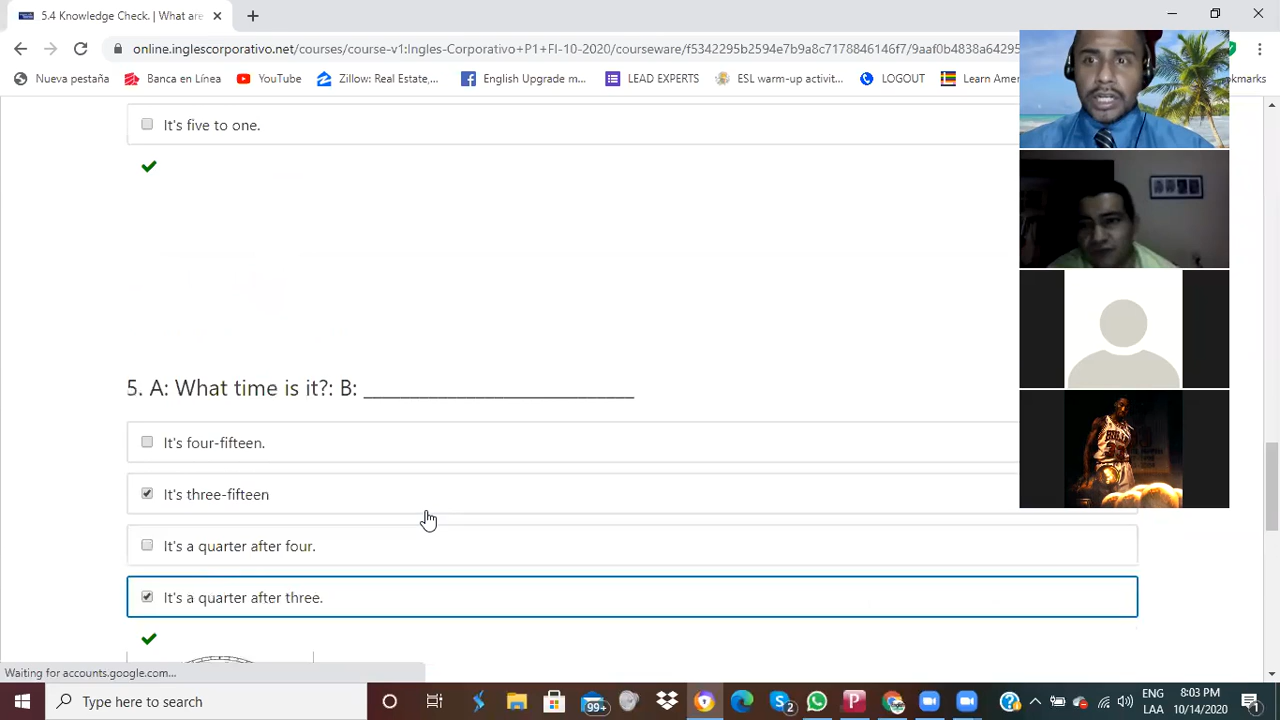 5.4 Knowledge Check. | What are
online.inglescorporativo.net/courses/course-v1:Ingles-Corporativo+P1+FI-10-2020/courseware/f5342295b2594e7b9a8c7178846146f7/9aaf0b4838a64295
Nueva pestaña
Banca en Línea
YouTube
Zillow: Real Estate,...
English Upgrade m...
LEAD EXPERTS
ESL warm-up activit...
LOGOUT
Learn Amer
okmarks
It's five to one.
5. A: What time is it?: B: ________________________
It's four-fifteen.
It's three-fifteen
It's a quarter after four.
It's a quarter after three.
Waiting for accounts.google.com...
Type here to search
99+
2
ENG
LAA
8:03 PM
10/14/2020
1